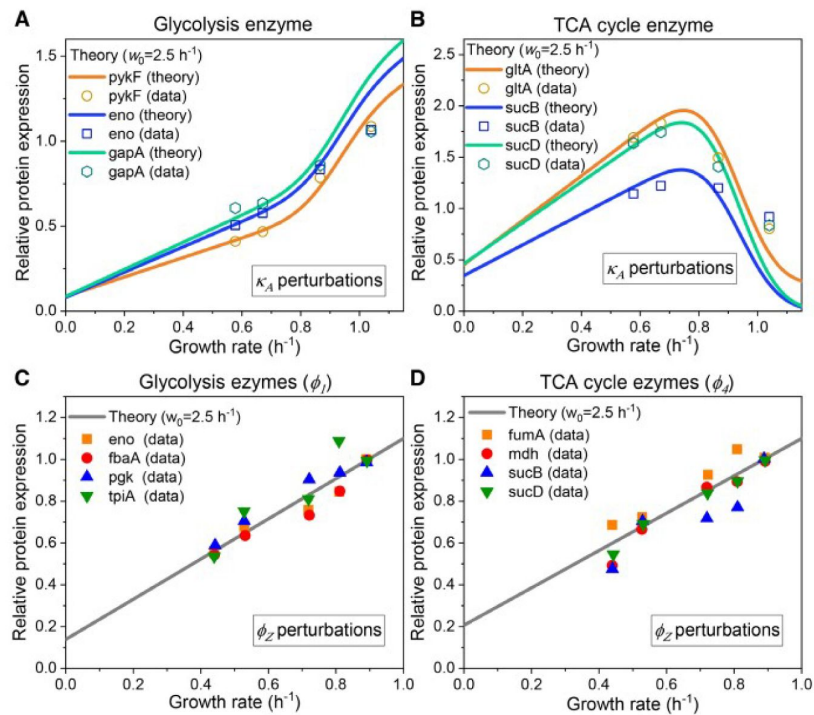 A
Glycolysis enzyme
Relative protein expression
1.5
1.0
0.5
0.0
Theory (w₀=2.5 h⁻¹)
pykF (theory)
pykF (data)
eno (theory)
eno (data)
gapA (theory)
gapA (data)
κA perturbations
0.0 0.2 0.4 0.6 0.8 1.0
Growth rate (h⁻¹)
B
TCA cycle enzyme
Relative protein expression
2.5
2.0
1.5
1.0
0.5
0.0
Theory (w₀=2.5 h⁻¹)
gltA (theory)
gltA (data)
sucB (theory)
sucB (data)
sucD (theory)
sucD (data)
κA perturbations
0.0 0.2 0.4 0.6 0.8 1.0
Growth rate (h⁻¹)
C
Glycolysis ezymes (ϕ₁)
Relative protein expression
1.2
1.0
0.8
0.6
0.4
0.2
0.0
Theory (w₀=2.5 h⁻¹)
eno (data)
fbaA (data)
pgk (data)
tpiA (data)
ϕZ perturbations
0.0 0.2 0.4 0.6 0.8 1.0
Growth rate (h⁻¹)
D
TCA cycle enzymes (ϕ₄)
Relative protein expression
1.2
1.0
0.8
0.6
0.4
0.2
0.0
Theory (w₀=2.5 h⁻¹)
fumA (data)
mdh (data)
sucB (data)
sucD (data)
ϕZ perturbations
0.0 0.2 0.4 0.6 0.8 1.0
Growth rate (h⁻¹)